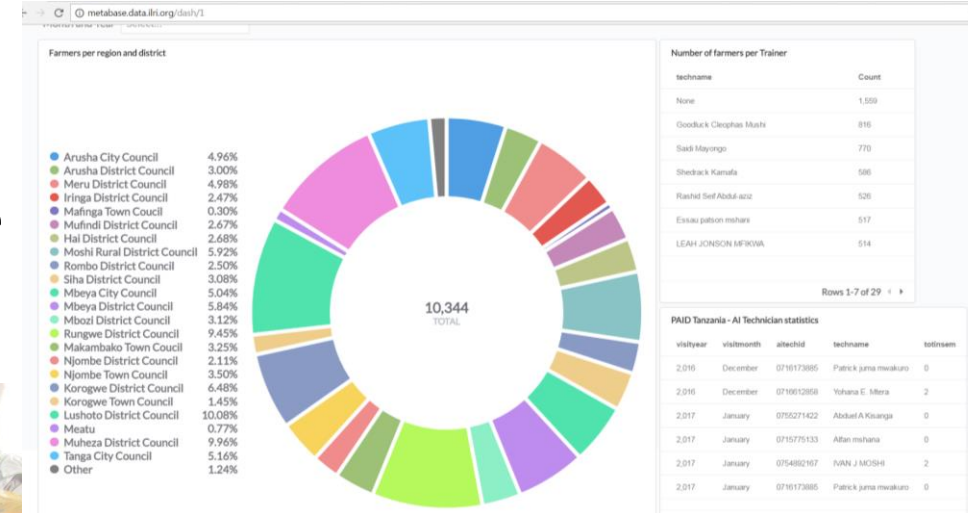 metabase.data.ilri.org/dash/1
Month and Year Select...
Farmers per region and district
Arusha City Council 4.96%
Arusha District Council 3.00%
Meru District Council 4.98%
Iringa District Council 2.47%
Mafinga Town Coucil 0.30%
Mufindi District Council 2.67%
Hai District Council 2.68%
Moshi Rural District Council 5.92%
Rombo District Council 2.50%
Siha District Council 3.08%
Mbeya City Council 5.04%
Mbeya District Council 5.84%
Mbozi District Council 3.12%
Rungwe District Council 9.45%
Makambako Town Coucil 3.25%
Njombe District Council 2.11%
Njombe Town Council 3.50%
Korogwe District Council 6.48%
Korogwe Town Council 1.45%
Lushoto District Council 10.08%
Meatu 0.77%
Muheza District Council 9.96%
Tanga City Council 5.16%
Other 1.24%
10,344
TOTAL
Number of farmers per Trainer
techname Count
None 1,559
Goodluck Cleophas Mushi 816
Saidi Mayongo 770
Shedrack Kamafa 586
Rashid Seif Abdul-aziz 526
Essau patson mshani 517
LEAH JONSON MFIKWA 514
Rows 1-7 of 29
PAID Tanzania - AI Technician statistics
visityear visitmonth aitechid techname totinsem
2,016 December 0716173885 Patrick juma mwakuro 0
2,016 December 0716612858 Yohana E. Mtera 2
2,017 January 0755271422 Abduel A Kisanga 0
2,017 January 0715775133 Alfan mshana 0
2,017 January 0754892167 IVAN J MOSHI 2
2,017 January 0716173885 Patrick juma mwakuro 0